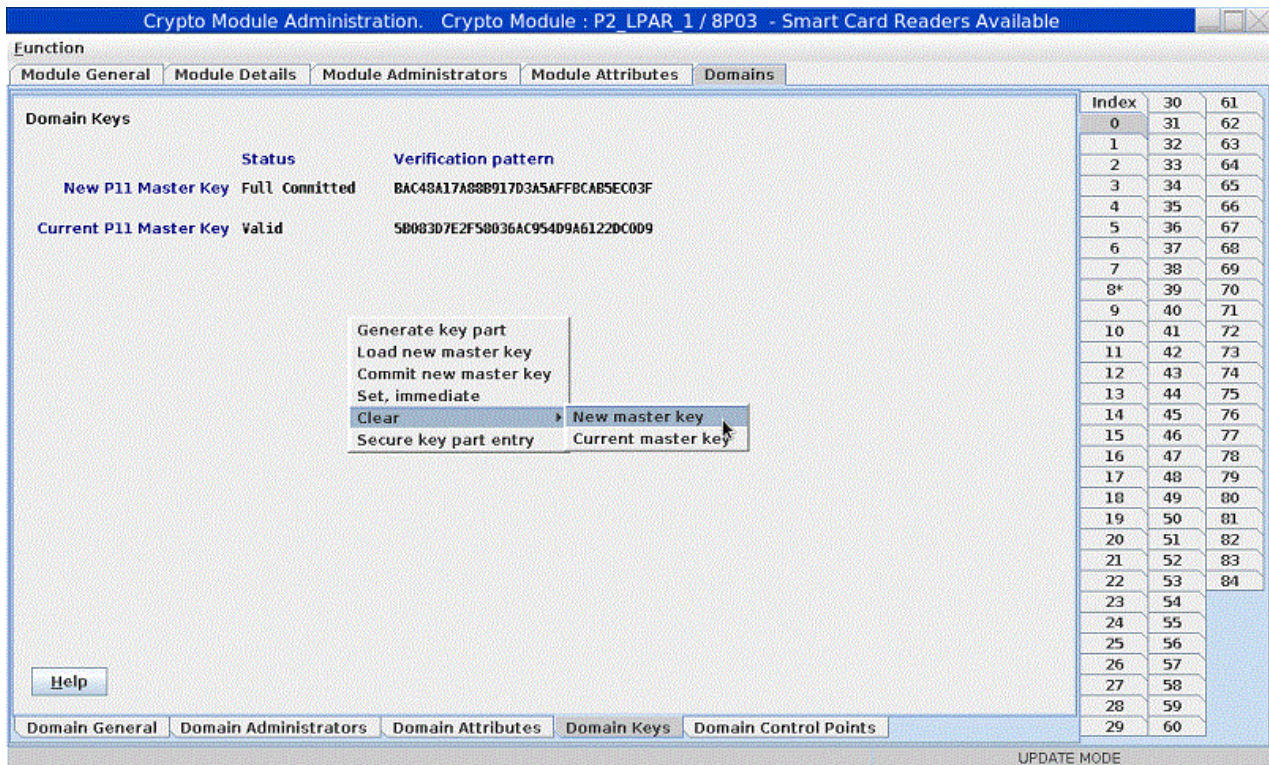 Crypto Module Administration. Crypto Module : P2_LPAR_1 / 8P03 - Smart Card Readers Available
Function
Module General Module Details Module Administrators Module Attributes Domains
Domain Keys
Status Verification pattern
New P11 Master Key Full Committed BAC48A17A88B917D3A5AFFBCAB5EC03F
Current P11 Master Key Valid 5B083D7E2F58036AC954D9A6122DC0D9
Generate key part
Load new master key
Commit new master key
Set, immediate
Clear New master key
Secure key part entry Current master key
Help
Domain General Domain Administrators Domain Attributes Domain Keys Domain Control Points
Index 30 61
0 31 62
1 32 63
2 33 64
3 34 65
4 35 66
5 36 67
6 37 68
7 38 69
8* 39 70
9 40 71
10 41 72
11 42 73
12 43 74
13 44 75
14 45 76
15 46 77
16 47 78
17 48 79
18 49 80
19 50 81
20 51 82
21 52 83
22 53 84
23 54
24 55
25 56
26 57
27 58
28 59
29 60
UPDATE MODE